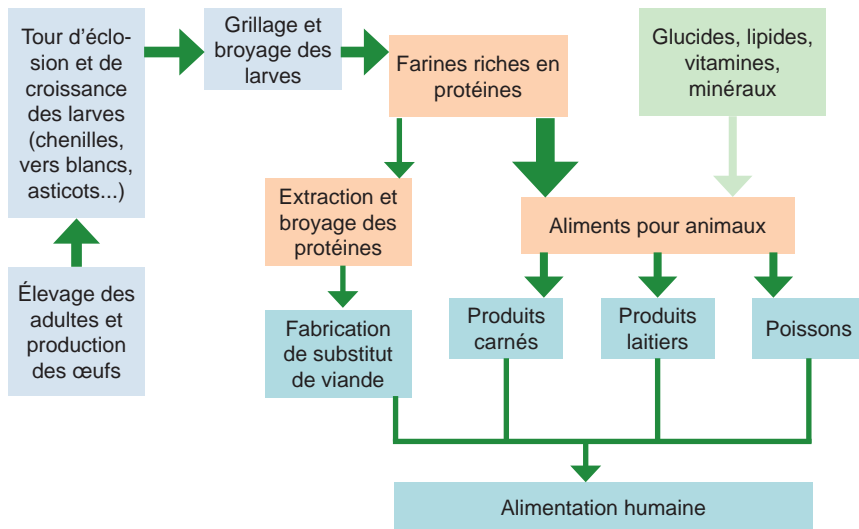 Tour d’éclo-
sion et de
croissance
des larves
(chenilles,
vers blancs,
asticots...)
Grillage et
broyage des
larves
Farines riches en
protéines
Glucides, lipides,
vitamines,
minéraux
Extraction et
broyage des
protéines
Aliments pour animaux
Élevage des
adultes et
production
des œufs
Fabrication
de substitut
de viande
Produits
carnés
Produits
laitiers
Poissons
Alimentation humaine